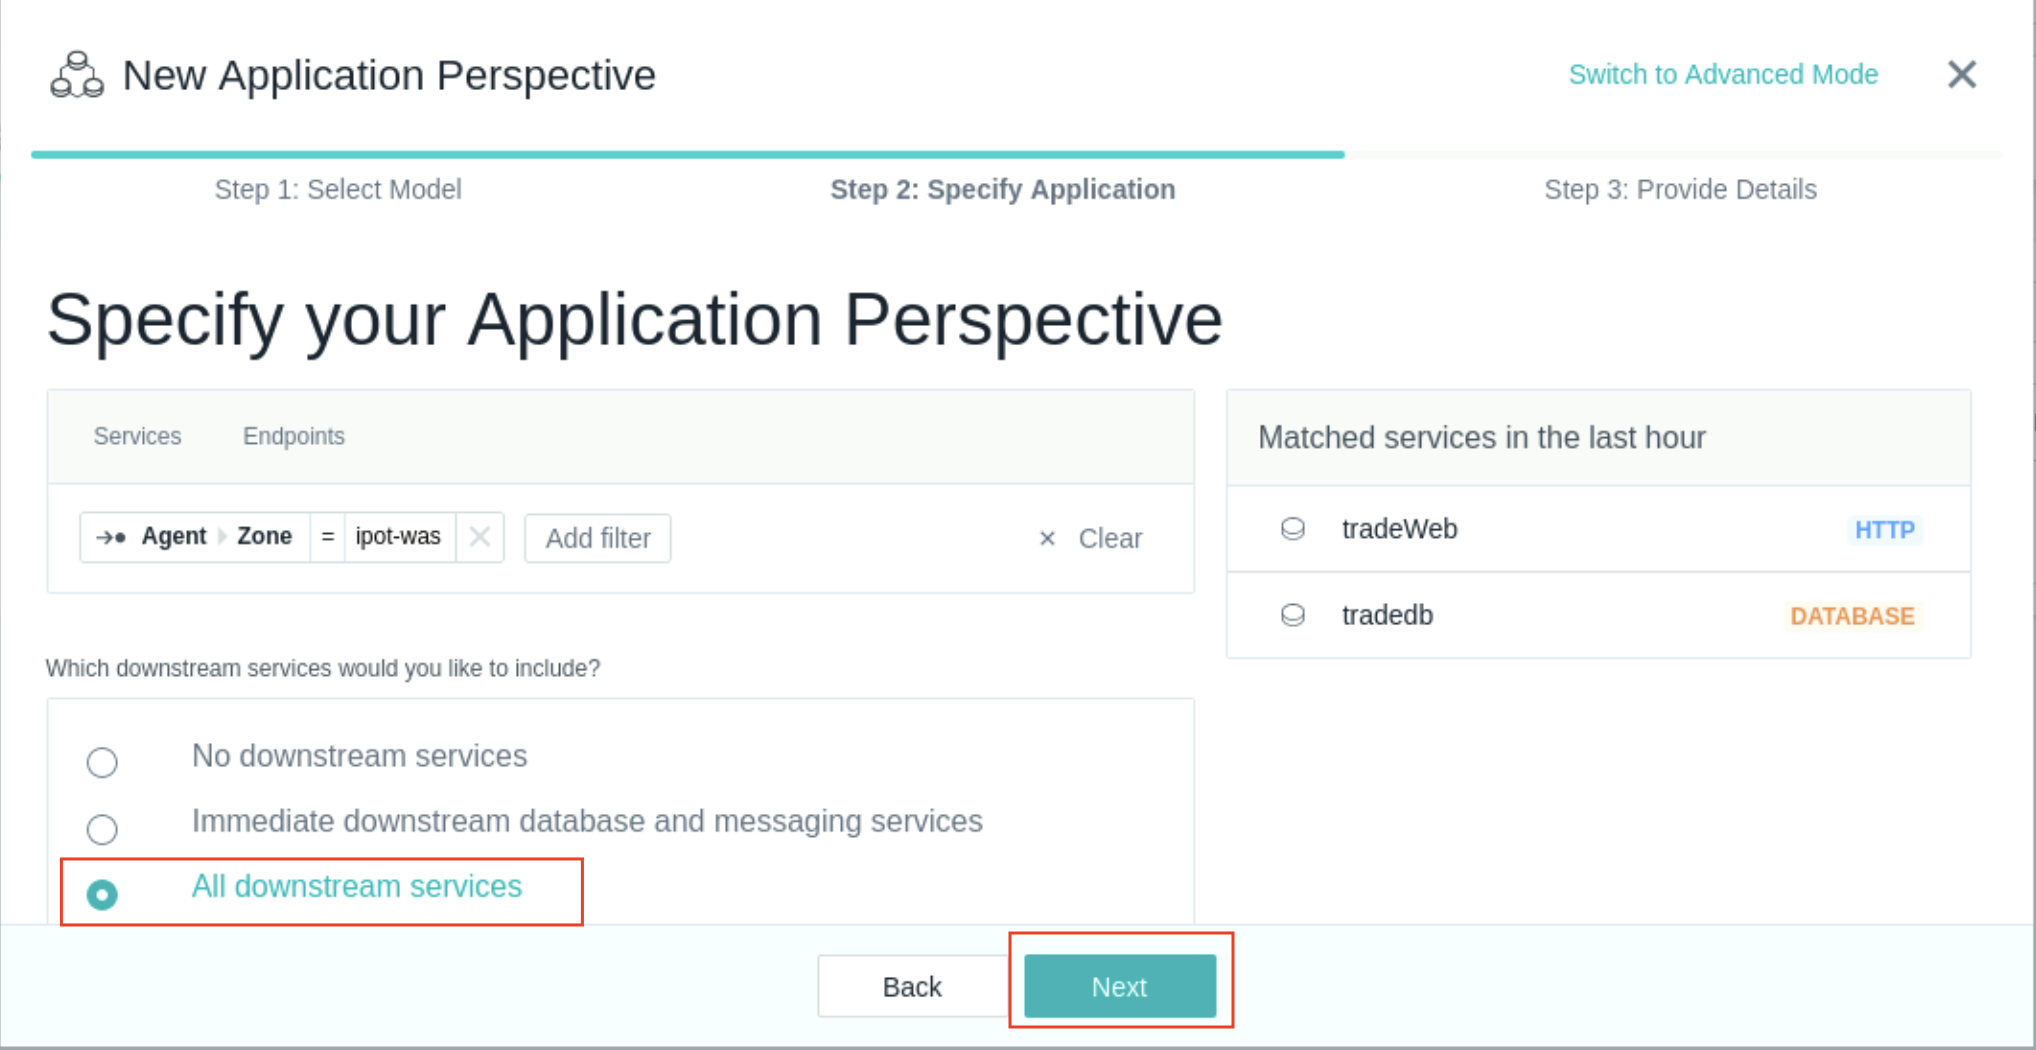 New Application Perspective
Switch to Advanced Mode
Step 1: Select Model
Step 2: Specify Application
Step 3: Provide Details
Specify your Application Perspective
Services Endpoints
Agent Zone = ipot-was
Add filter
× Clear
Which downstream services would you like to include?
No downstream services
Immediate downstream database and messaging services
All downstream services
Matched services in the last hour
tradeWeb HTTP
tradedb DATABASE
Back
Next